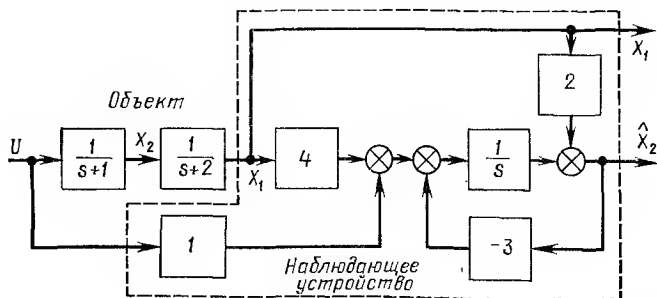 X₁
2
Объект
U
1/(s+1)
X₂
1/(s+2)
X₁
4
1/s
X̂₂
1
-3
Наблюдающее
устройство